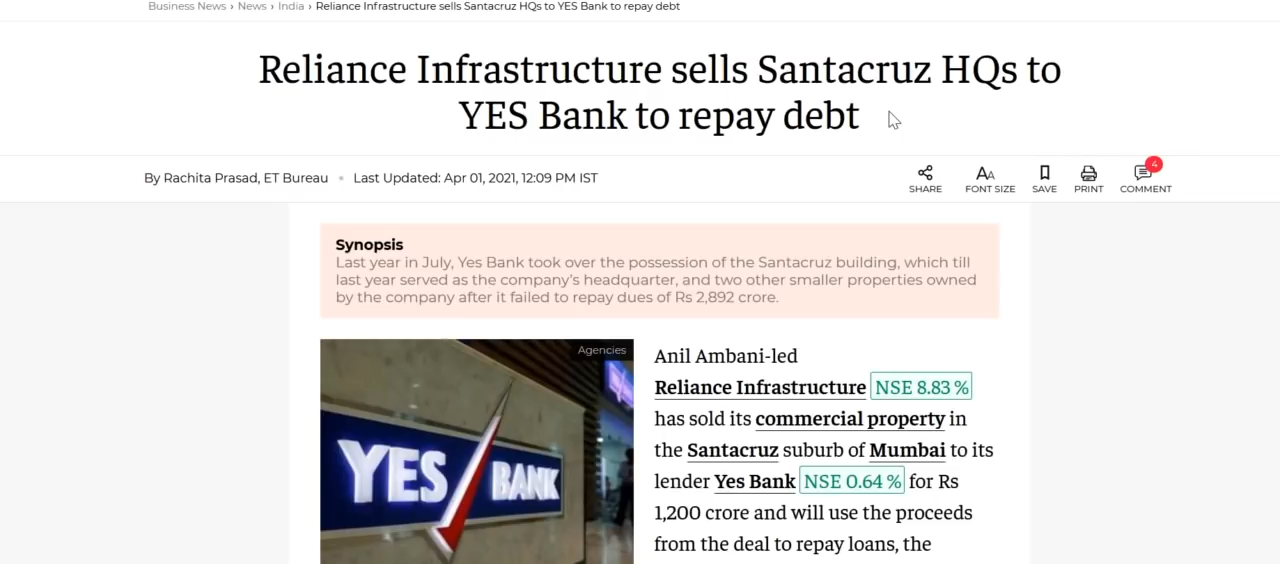 Business News › News › India › Reliance Infrastructure sells Santacruz HQs to YES Bank to repay debt
Reliance Infrastructure sells Santacruz HQs to
YES Bank to repay debt
By Rachita Prasad, ET Bureau • Last Updated: Apr 01, 2021, 12:09 PM IST
SHARE
FONT SIZE
SAVE
PRINT
4
COMMENT
Synopsis
Last year in July, Yes Bank took over the possession of the Santacruz building, which till
last year served as the company's headquarter, and two other smaller properties owned
by the company after it failed to repay dues of Rs 2,892 crore.
Agencies
YES BANK
Anil Ambani-led
Reliance Infrastructure NSE 8.83 %
has sold its commercial property in
the Santacruz suburb of Mumbai to its
lender Yes Bank NSE 0.64 % for Rs
1,200 crore and will use the proceeds
from the deal to repay loans, the